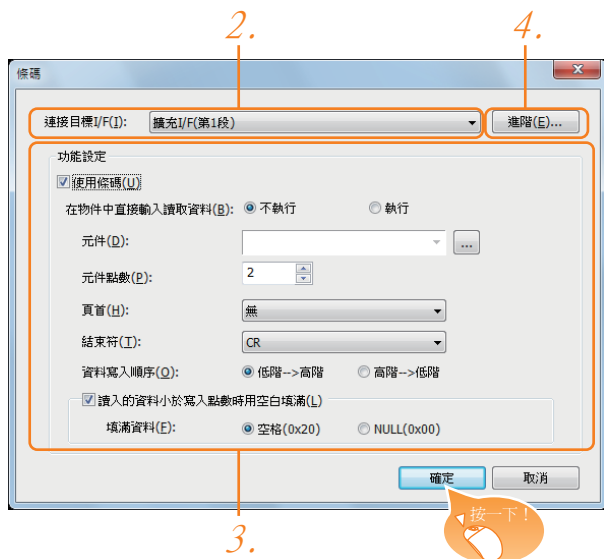 2. 4.
條碼
連接目標I/F(I): 擴充I/F(第1段) 進階(E)...
功能設定
使用條碼(U)
在物件中直接輸入讀取資料(B): 不執行 執行
元件(D): ...
元件點數(P): 2
頁首(H): 無
結束符(T): CR
資料寫入順序(O): 低階-->高階 高階-->低階
讀入的資料小於寫入點數時用空白填滿(L)
填滿資料(F): 空格(0x20) NULL(0x00)
確定 取消
按一下！
3.